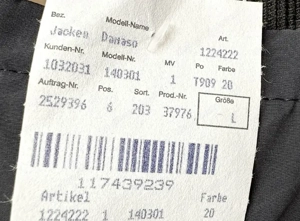 Bez. Modell-Name Art.
Jacken Danaso 1224222
Kunden-Nr. Modell-Nr. MV Po Farbe
1032031 140301 1 T909 20
Auftrag-Nr. Pos. Sort. Prod.-Nr. Größe
2529396 6 203 37976 L
117439239
Artikel Farbe
1224222 1 140301 20